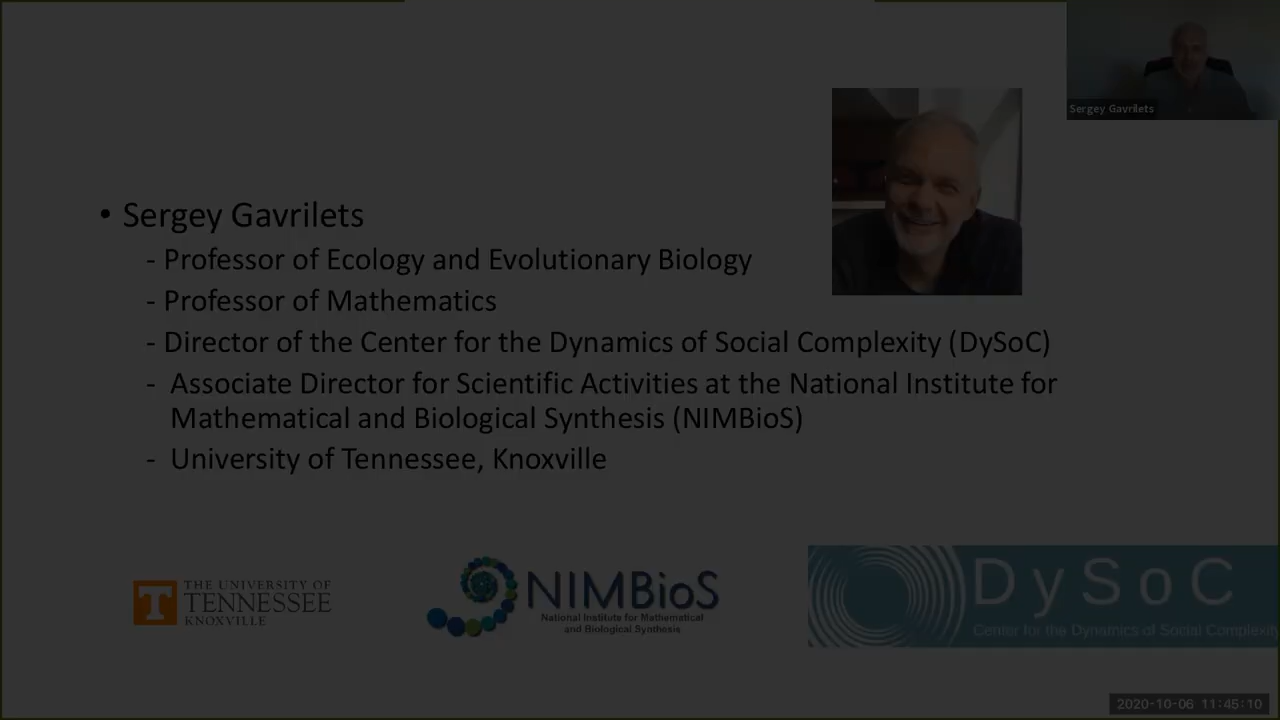 Sergey Gavrilets
• Sergey Gavrilets
- Professor of Ecology and Evolutionary Biology
- Professor of Mathematics
- Director of the Center for the Dynamics of Social Complexity (DySoC)
- Associate Director for Scientific Activities at the National Institute for
Mathematical and Biological Synthesis (NIMBioS)
- University of Tennessee, Knoxville
T
THE UNIVERSITY OF
TENNESSEE
KNOXVILLE
NIMBioS
National Institute for Mathematical
and Biological Synthesis
DySoC
Center for the Dynamics of Social Complexity
2020-10-06 11:45:10